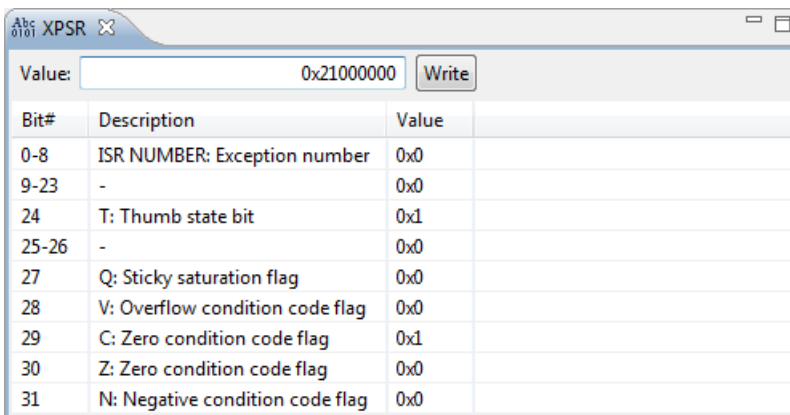 Abc 0101 XPSR
Value: 0x21000000 Write
Bit# Description Value
0-8 ISR NUMBER: Exception number 0x0
9-23 - 0x0
24 T: Thumb state bit 0x1
25-26 - 0x0
27 Q: Sticky saturation flag 0x0
28 V: Overflow condition code flag 0x0
29 C: Zero condition code flag 0x1
30 Z: Zero condition code flag 0x0
31 N: Negative condition code flag 0x0